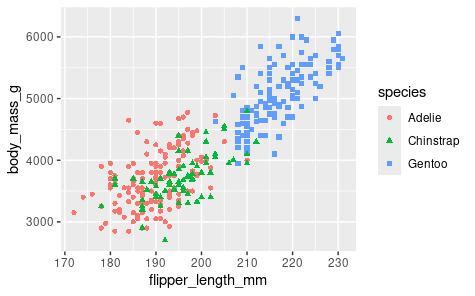 6000
5000
4000
3000
body_mass_g
170 180 190 200 210 220 230
flipper_length_mm
species
Adelie
Chinstrap
Gentoo